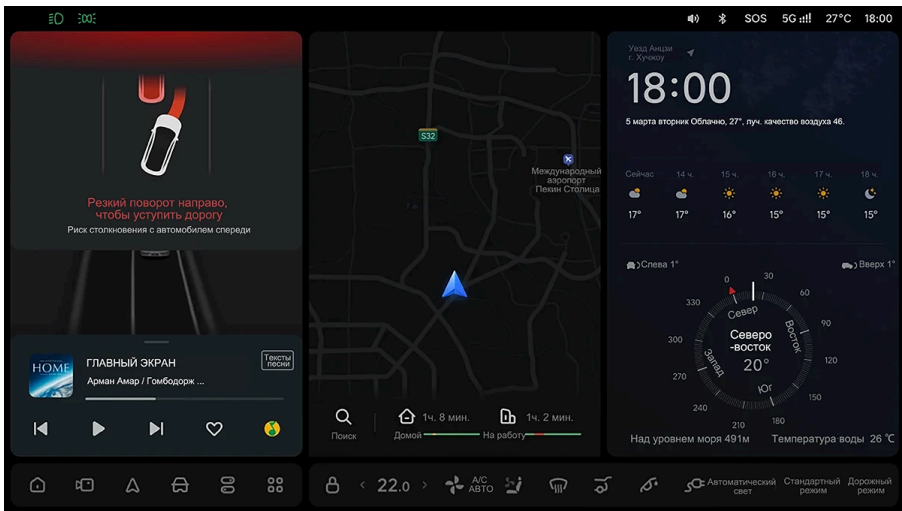 SOS
5G
27°C
18:00
Резкий поворот направо,
чтобы уступить дорогу
Риск столкновения с автомобилем спереди
HOME
ГЛАВНЫЙ ЭКРАН
Арман Амар / Гомбодорж ...
Тексты
песни
S32
Международный
аэропорт
Пекин Столица
Поиск
1ч. 8 мин.
Домой
1ч. 2 мин.
На работу
Уезд Анцзи
г. Хучжоу
18:00
5 марта вторник Облачно, 27°, луч. качество воздуха 46.
Сейчас 14 ч. 15 ч. 16 ч. 17 ч. 18 ч.
17° 17° 16° 15° 15° 15°
Слева 1°
Вверх 1°
0 30 60 90 120 150 180 210 240 270 300 330
Север
Восток
Юг
Запад
Северо
-восток
20°
Над уровнем моря 491м
Температура воды 26 ℃
< 22.0 >
A/C
АВТО
Автоматический
свет
Стандартный
режим
Дорожный
режим